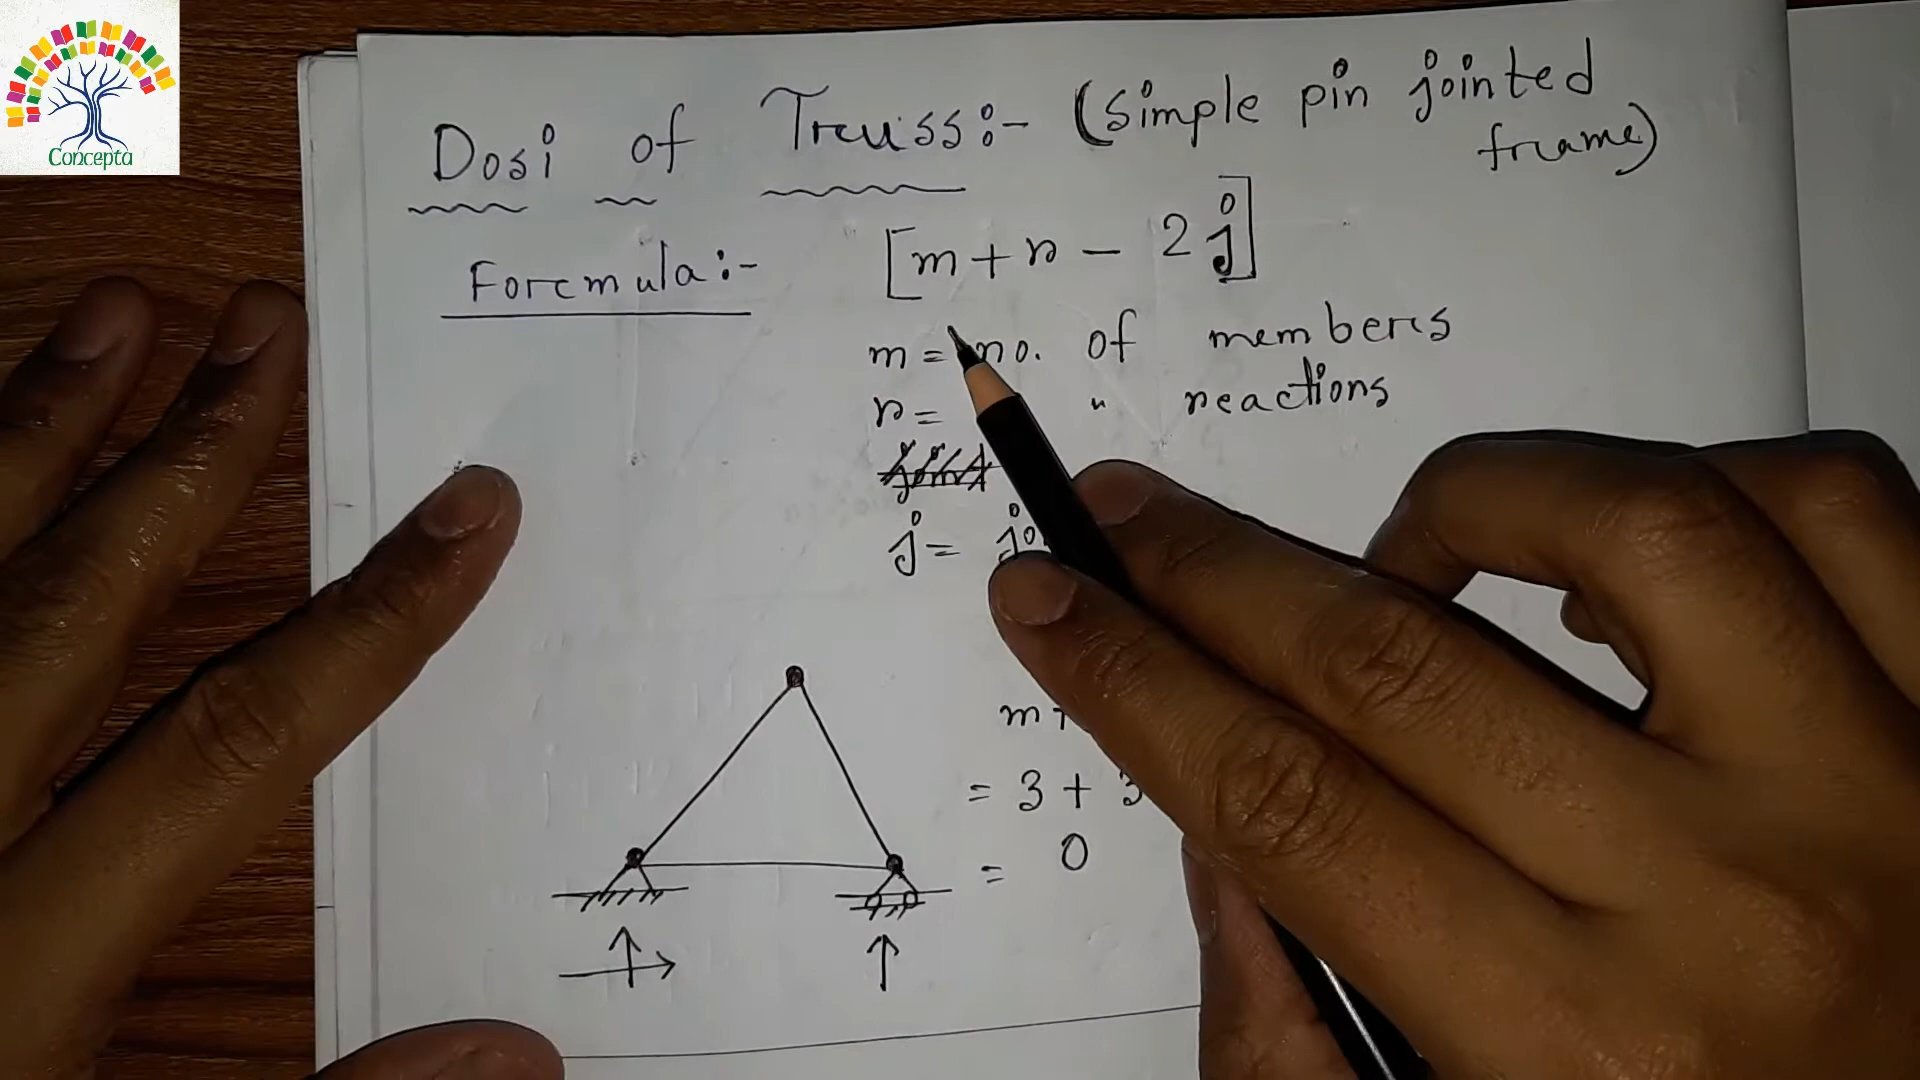 Concepta
Dosi of Truss:- (simple pin jointed
frame)
Formula:- [m+r - 2j]
m = no. of members
r = " reactions
j =
= 3 + 3
= 0